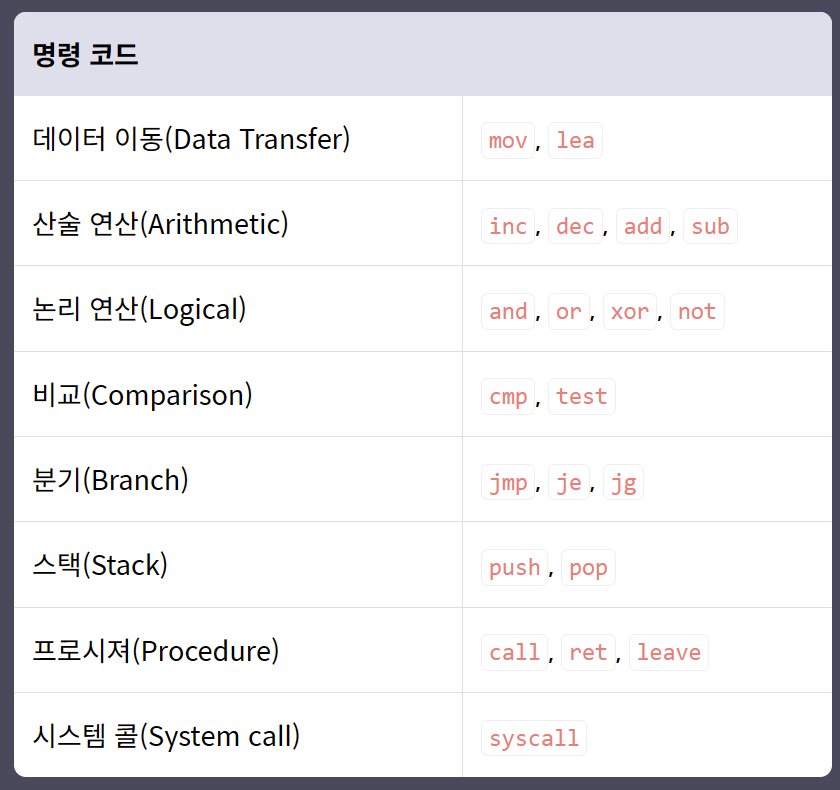 명령 코드
데이터 이동(Data Transfer) mov, lea
산술 연산(Arithmetic) inc, dec, add, sub
논리 연산(Logical) and, or, xor, not
비교(Comparison) cmp, test
분기(Branch) jmp, je, jg
스택(Stack) push, pop
프로시져(Procedure) call, ret, leave
시스템 콜(System call) syscall